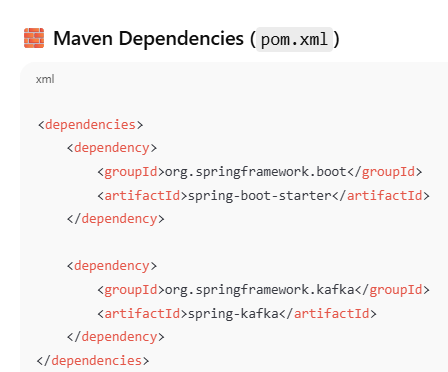 Maven Dependencies (pom.xml)
xml
<dependencies>
    <dependency>
        <groupId>org.springframework.boot</groupId>
        <artifactId>spring-boot-starter</artifactId>
    </dependency>
    <dependency>
        <groupId>org.springframework.kafka</groupId>
        <artifactId>spring-kafka</artifactId>
    </dependency>
</dependencies>